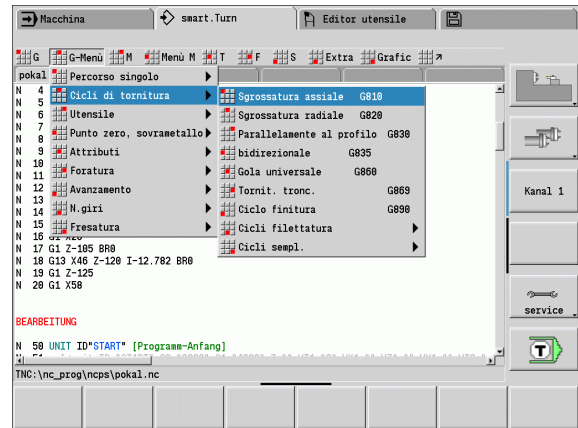 Macchina
smart.Turn
Editor utensile
G G-Menù M Menù M T F S Extra Grafic
pokal
Percorso singolo
Cicli di tornitura
Utensile
Punto zero, sovrametallo
Attributi
Foratura
Avanzamento
N.giri
Fresatura
Sgrossatura assiale G810
Sgrossatura radiale G820
Parallelamente al profilo G830
bidirezionale G835
Gola universale G860
Tornit. tronc. G869
Ciclo finitura G890
Cicli filettatura
Cicli sempl.
N 4
N 5
N 6
N 7
N 8
N 9
N 10
N 11
N 12
N 13
N 14
N 15
N 16 G1 X20
N 17 G1 Z-105 BR0
N 18 G13 X46 Z-120 I-12.782 BR0
N 19 G1 Z-125
N 20 G1 X58
BEARBEITUNG
N 50 UNIT ID"START" [Programm-Anfang]
TNC:\nc_prog\ncps\pokal.nc
Kanal 1
service
T